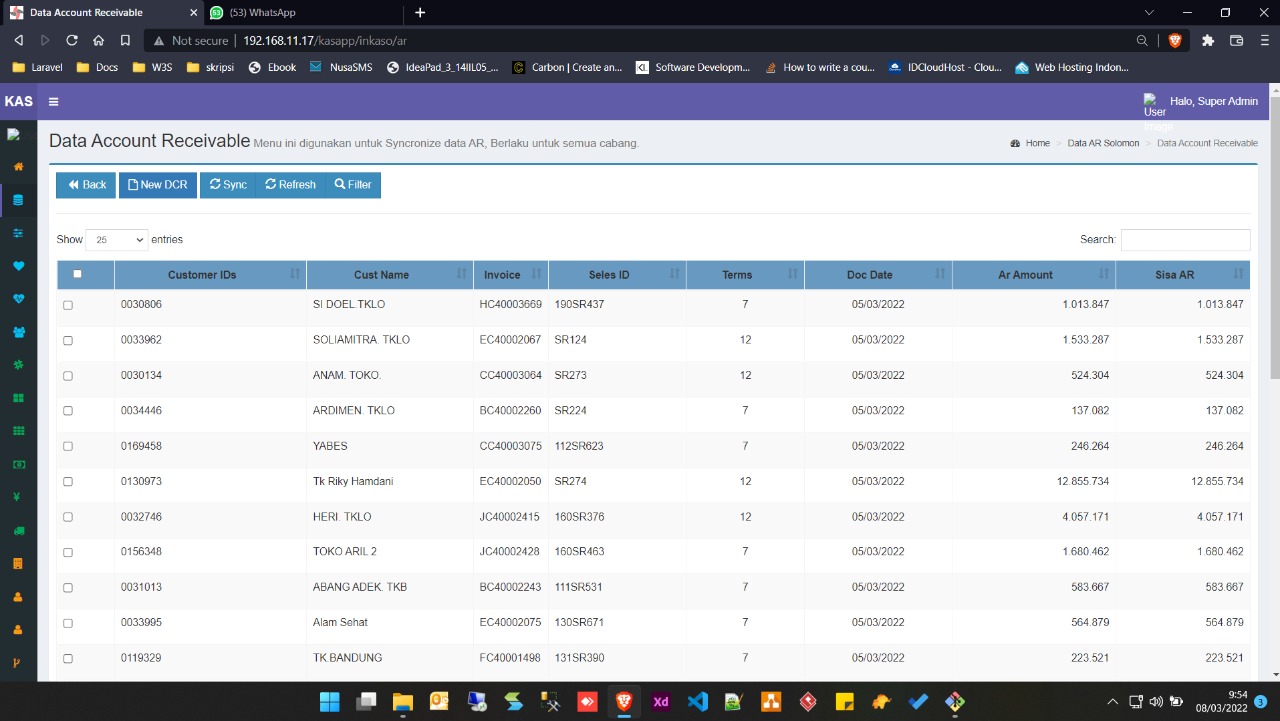 Data Account Receivable
(53) WhatsApp
Not secure | 192.168.11.17/kasapp/inkaso/ar
Laravel Docs W3S skripsi Ebook NusaSMS IdeaPad_3_14IIL05_... Carbon | Create an... Software Developm... How to write a cou... IDCloudHost - Clou... Web Hosting Indon...
KAS
User Image
Halo, Super Admin
Data Account Receivable Menu ini digunakan untuk Syncronize data AR, Berlaku untuk semua cabang.
Home > Data AR Solomon > Data Account Receivable
Back New DCR Sync Refresh Filter
Show 25 entries
Search:
Customer IDs Cust Name Invoice Seles ID Terms Doc Date Ar Amount Sisa AR
0030806 SI DOEL.TKLO HC40003669 190SR437 7 05/03/2022 1.013.847 1.013.847
0033962 SOLIAMITRA. TKLO EC40002067 SR124 12 05/03/2022 1.533.287 1.533.287
0030134 ANAM. TOKO. CC40003064 SR273 12 05/03/2022 524.304 524.304
0034446 ARDIMEN. TKLO BC40002260 SR224 7 05/03/2022 137.082 137.082
0169458 YABES CC40003075 112SR623 7 05/03/2022 246.264 246.264
0130973 Tk Riky Hamdani EC40002050 SR274 12 05/03/2022 12.855.734 12.855.734
0032746 HERI. TKLO JC40002415 160SR376 12 05/03/2022 4.057.171 4.057.171
0156348 TOKO ARIL 2 JC40002428 160SR463 7 05/03/2022 1.680.462 1.680.462
0031013 ABANG ADEK. TKB BC40002243 111SR531 7 05/03/2022 583.667 583.667
0033995 Alam Sehat EC40002075 130SR671 7 05/03/2022 564.879 564.879
0119329 TK.BANDUNG FC40001498 131SR390 7 05/03/2022 223.521 223.521
Xd
9:54
08/03/2022
3